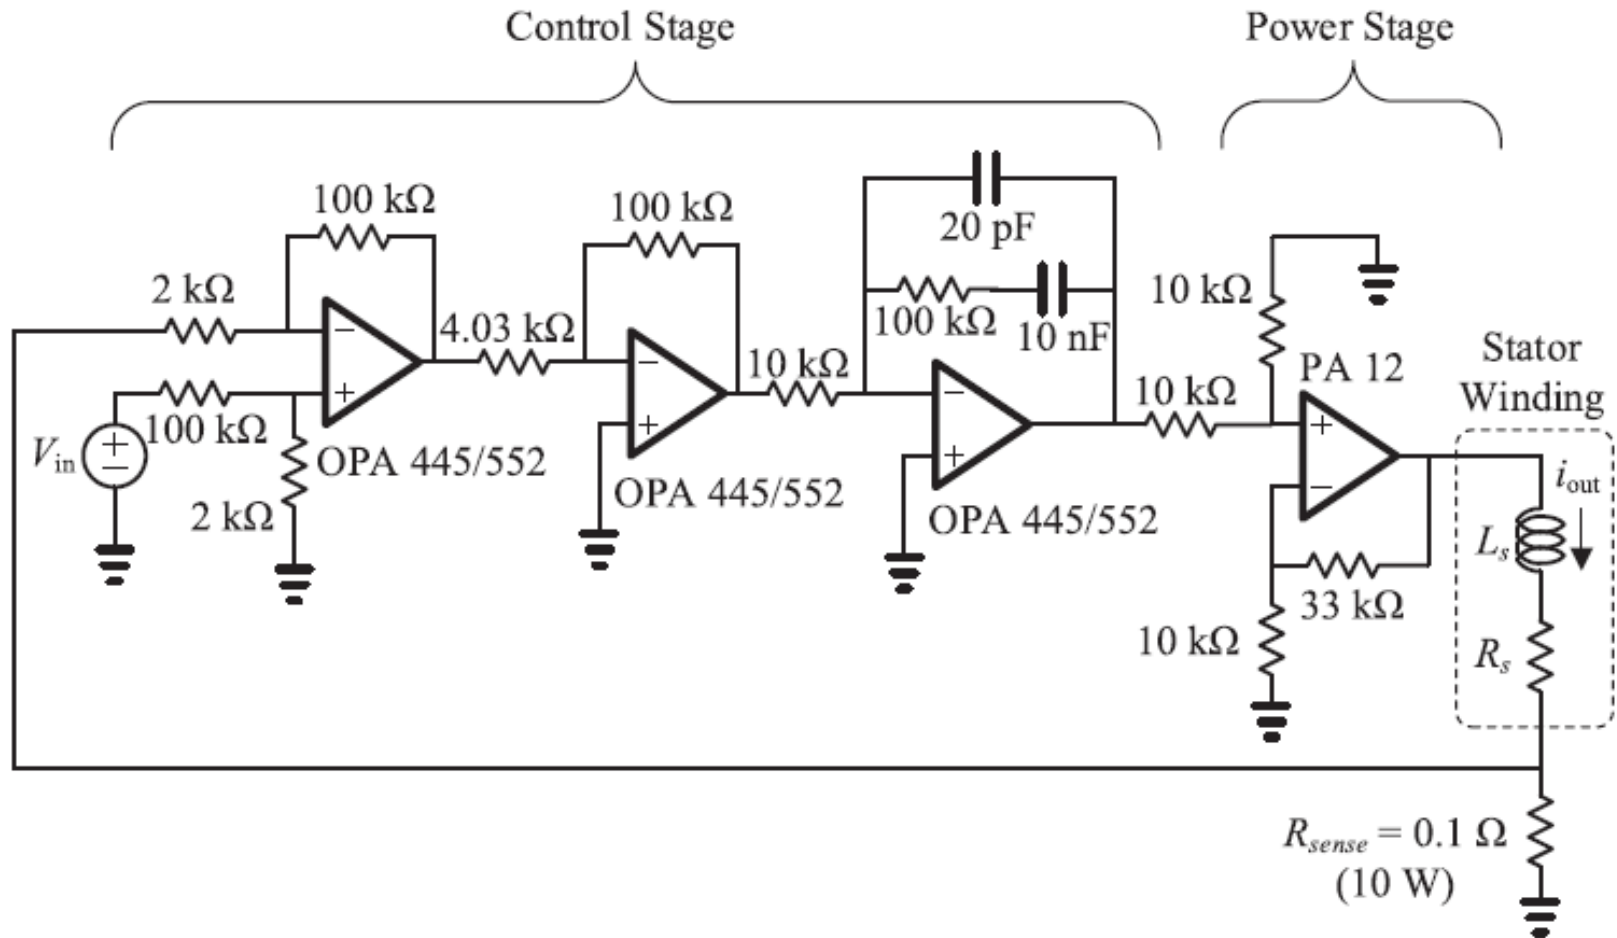 Control Stage
Power Stage
100 kΩ
100 kΩ
20 pF
2 kΩ
4.03 kΩ
100 kΩ
10 nF
10 kΩ
10 kΩ
10 kΩ
PA 12
Stator
Winding
−
+
−
+
−
+
+
−
Vin
+
−
100 kΩ
2 kΩ
OPA 445/552
OPA 445/552
OPA 445/552
33 kΩ
10 kΩ
iout
Ls
Rs
Rsense = 0.1 Ω
(10 W)